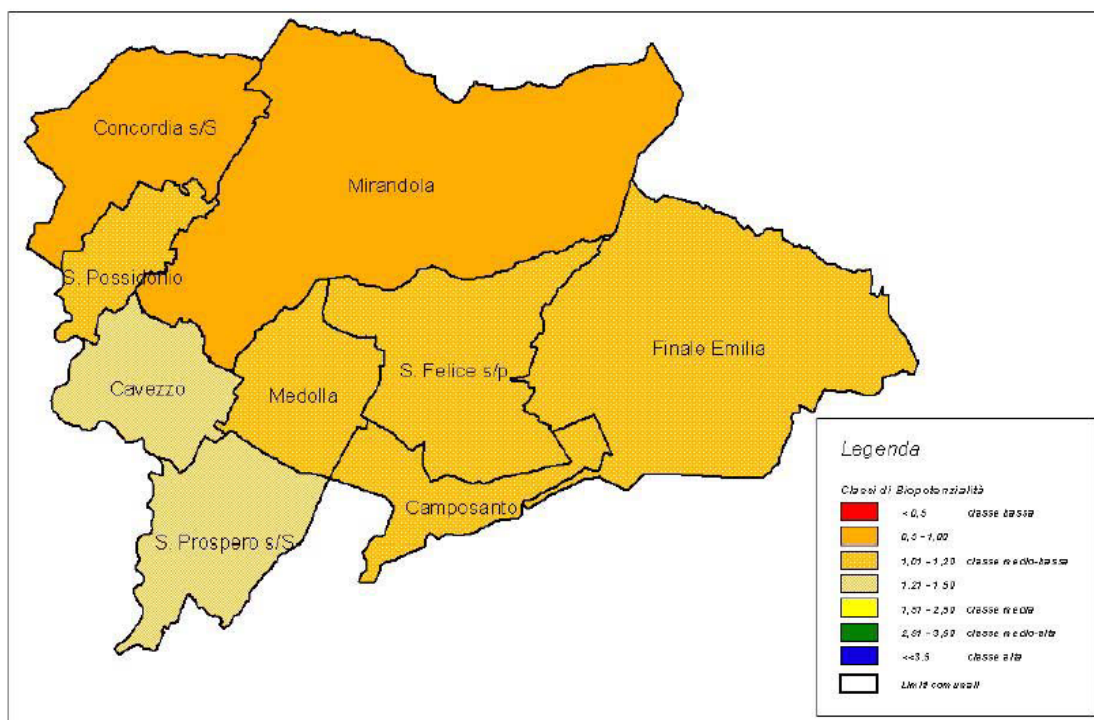 Concordia s/S
Mirandola
S. Possidonio
Finale Emilia
S. Felice s/p
Cavezzo
Medolla
Camposanto
S. Prospero s/S
Legenda
Classi di Biopotenzialità
<0,5 classe bassa
0,5 - 1,00
1,01 - 1,20 classe medio-bassa
1.21 - 1.50
1,51 - 2,50 classe media
2,51 - 3,50 classe medio-alta
<<3.5 classe alta
Limiti comunali